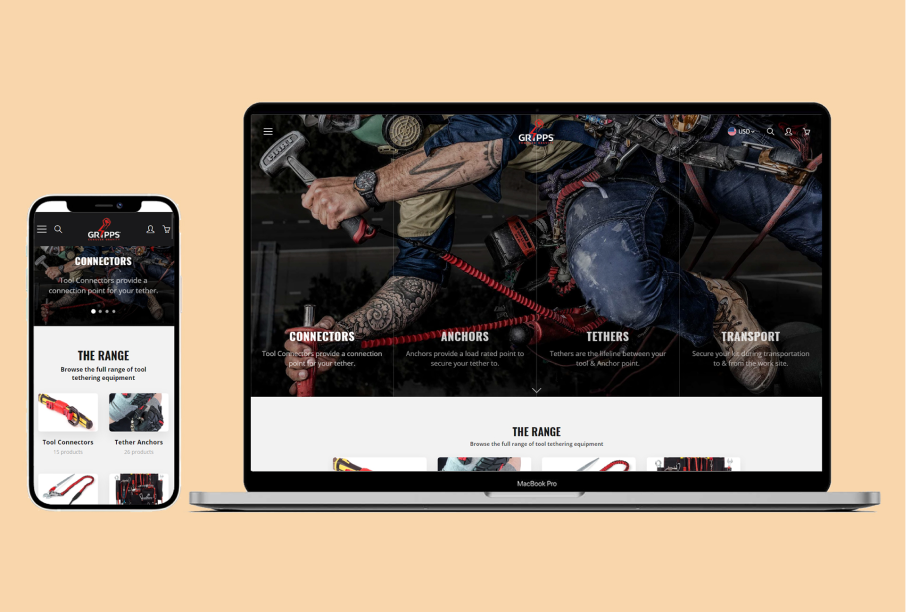 GRIPPS
CONNECTORS
Tool Connectors provide a
connection point for your tether.
THE RANGE
Browse the full range of tool
tethering equipment
Tool Connectors
15 products
Tether Anchors
26 products
GRIPPS
USD
CONNECTORS
Tool Connectors provide a connection
point for your tether.
ANCHORS
Anchors provide a load rated point to
secure your tether to.
TETHERS
Tethers are the lifeline between your
tool & Anchor point.
TRANSPORT
Secure your kit during transportation
to & from the work site.
THE RANGE
Browse the full range of tool tethering equipment
MacBook Pro